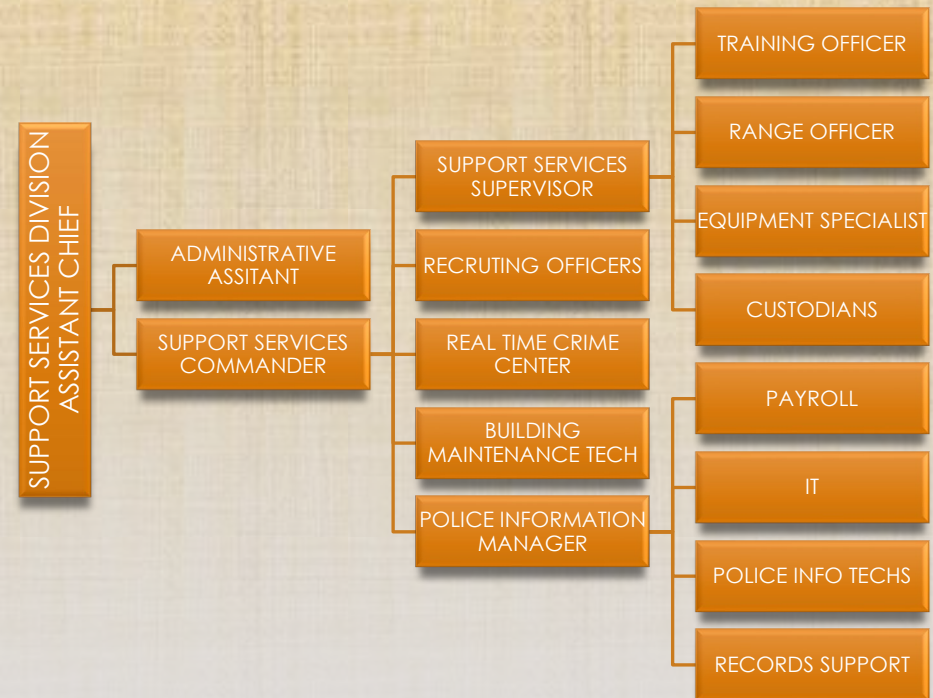 SUPPORT SERVICES DIVISION
ASSISTANT CHIEF
ADMINISTRATIVE
ASSITANT
SUPPORT SERVICES
COMMANDER
SUPPORT SERVICES
SUPERVISOR
RECRUTING OFFICERS
REAL TIME CRIME
CENTER
BUILDING
MAINTENANCE TECH
POLICE INFORMATION
MANAGER
TRAINING OFFICER
RANGE OFFICER
EQUIPMENT SPECIALIST
CUSTODIANS
PAYROLL
IT
POLICE INFO TECHS
RECORDS SUPPORT